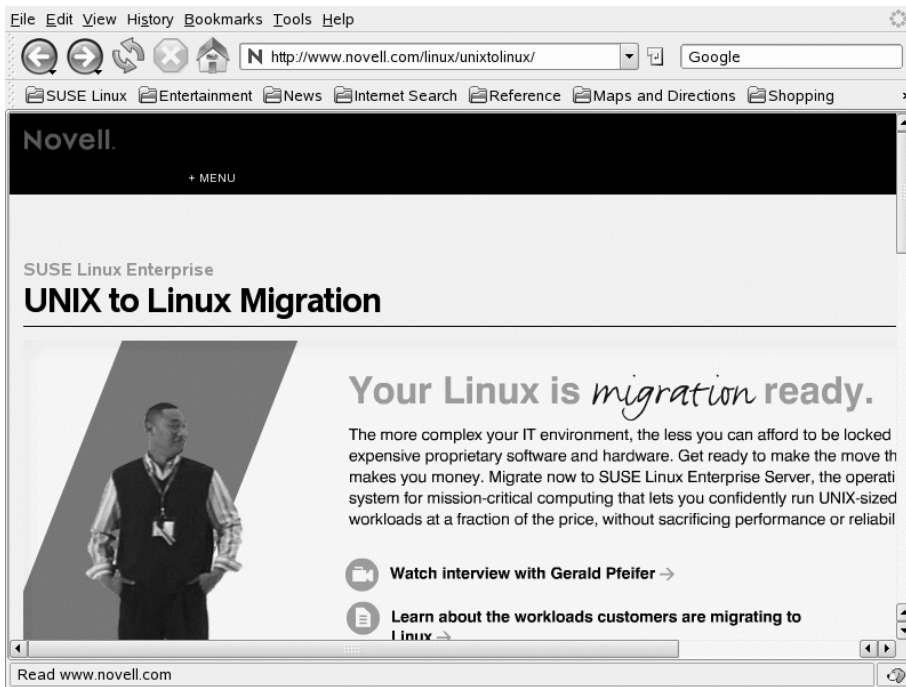 File Edit View History Bookmarks Tools Help
N http://www.novell.com/linux/unixtolinux/ Google
SUSE Linux Entertainment News Internet Search Reference Maps and Directions Shopping
Novell.
+ MENU
SUSE Linux Enterprise
UNIX to Linux Migration
Your Linux is migration ready.
The more complex your IT environment, the less you can afford to be locked
expensive proprietary software and hardware. Get ready to make the move th
makes you money. Migrate now to SUSE Linux Enterprise Server, the operati
system for mission-critical computing that lets you confidently run UNIX-sized
workloads at a fraction of the price, without sacrificing performance or reliabil
Watch interview with Gerald Pfeifer →
Learn about the workloads customers are migrating to
Linux →
Read www.novell.com